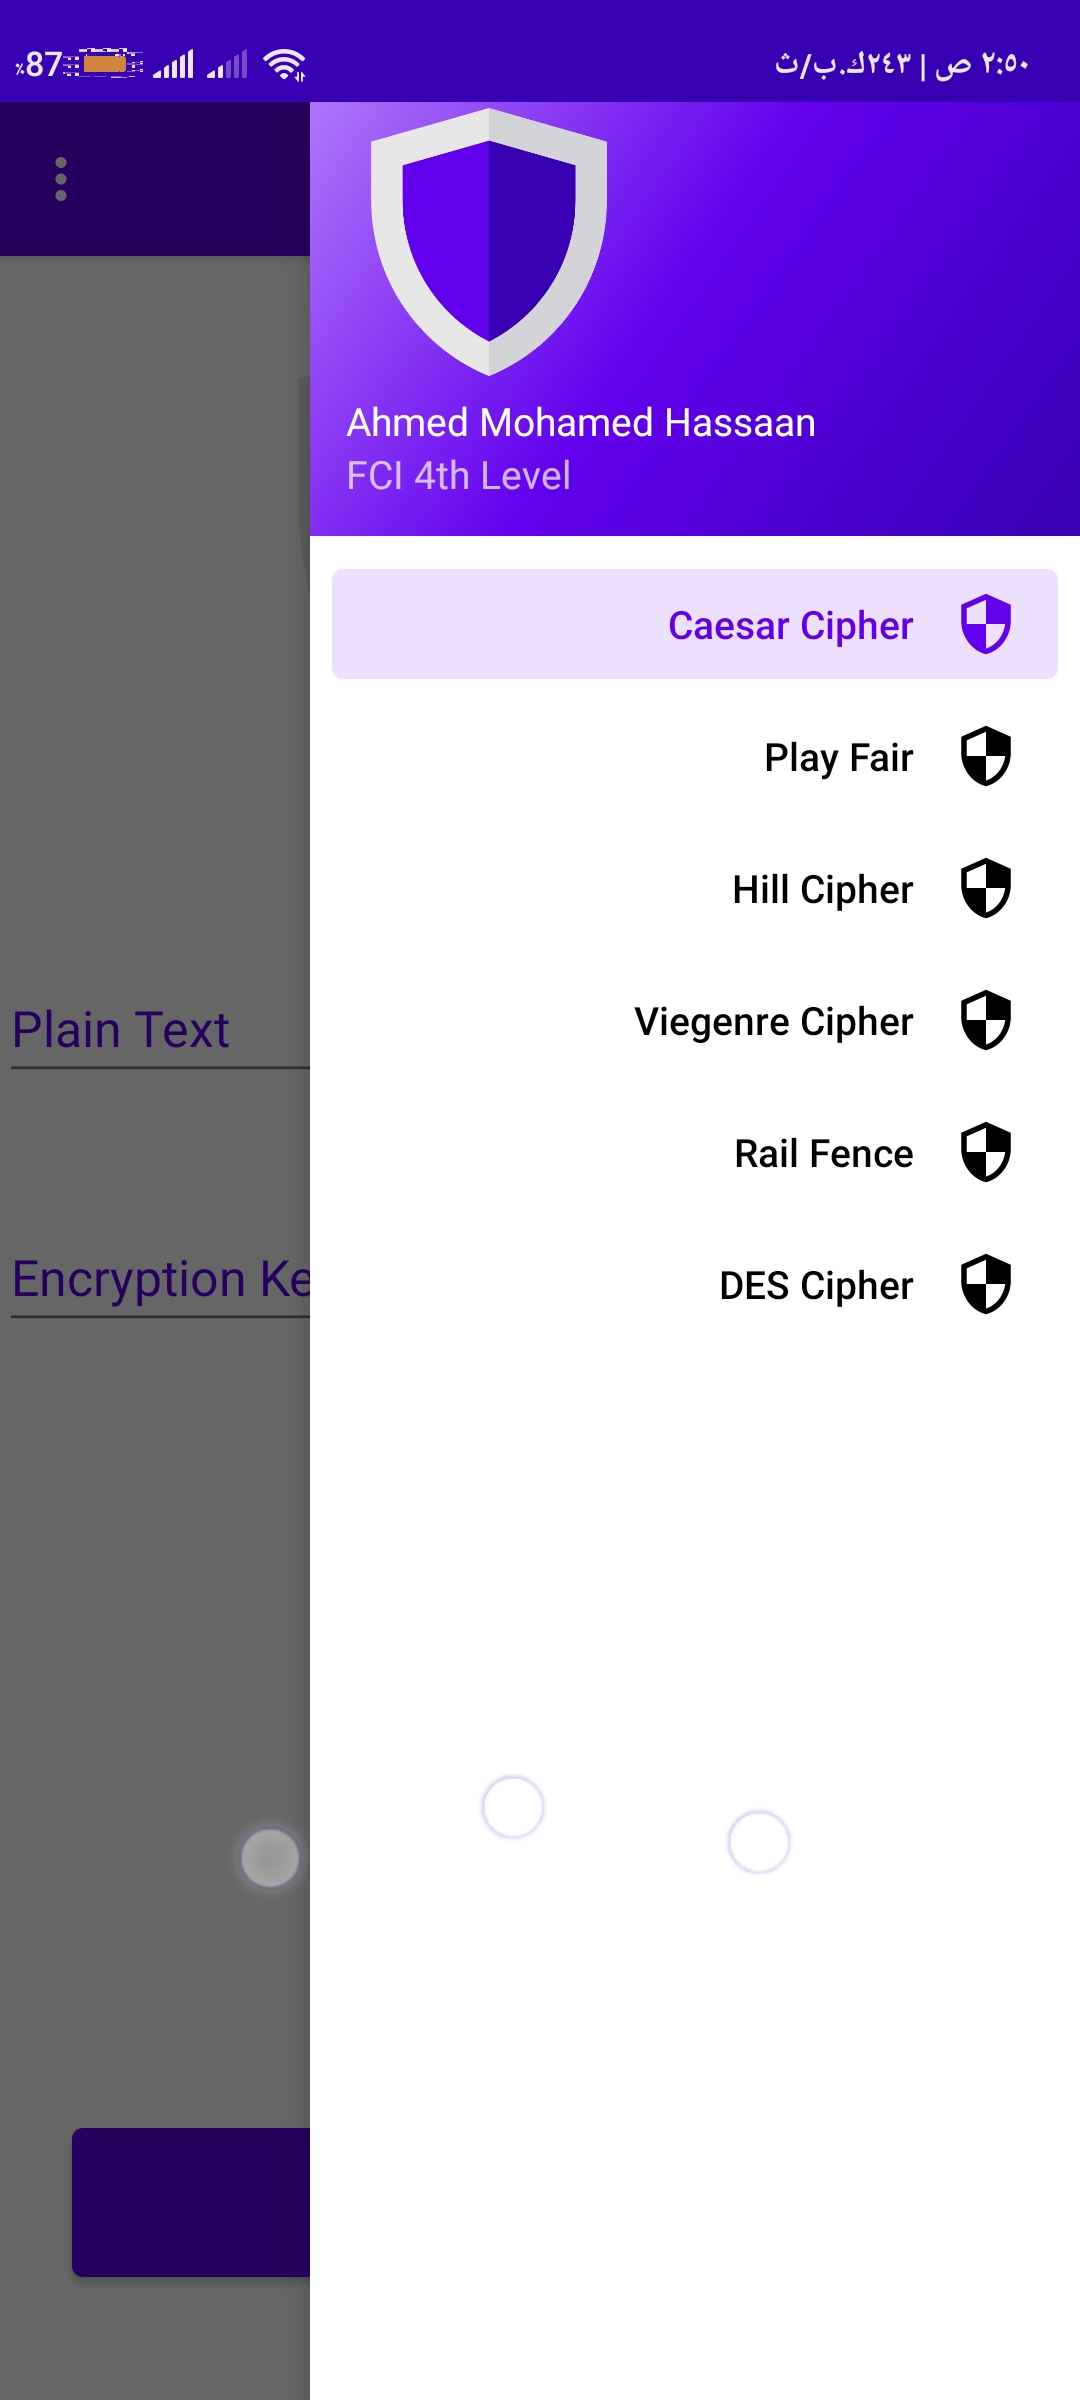 ٪87
٢:٥٠ ص | ٢٤٣ك.ب/ث
Ahmed Mohamed Hassaan
FCI 4th Level
Caesar Cipher
Play Fair
Hill Cipher
Viegenre Cipher
Rail Fence
DES Cipher
Plain Text
Encryption Ke